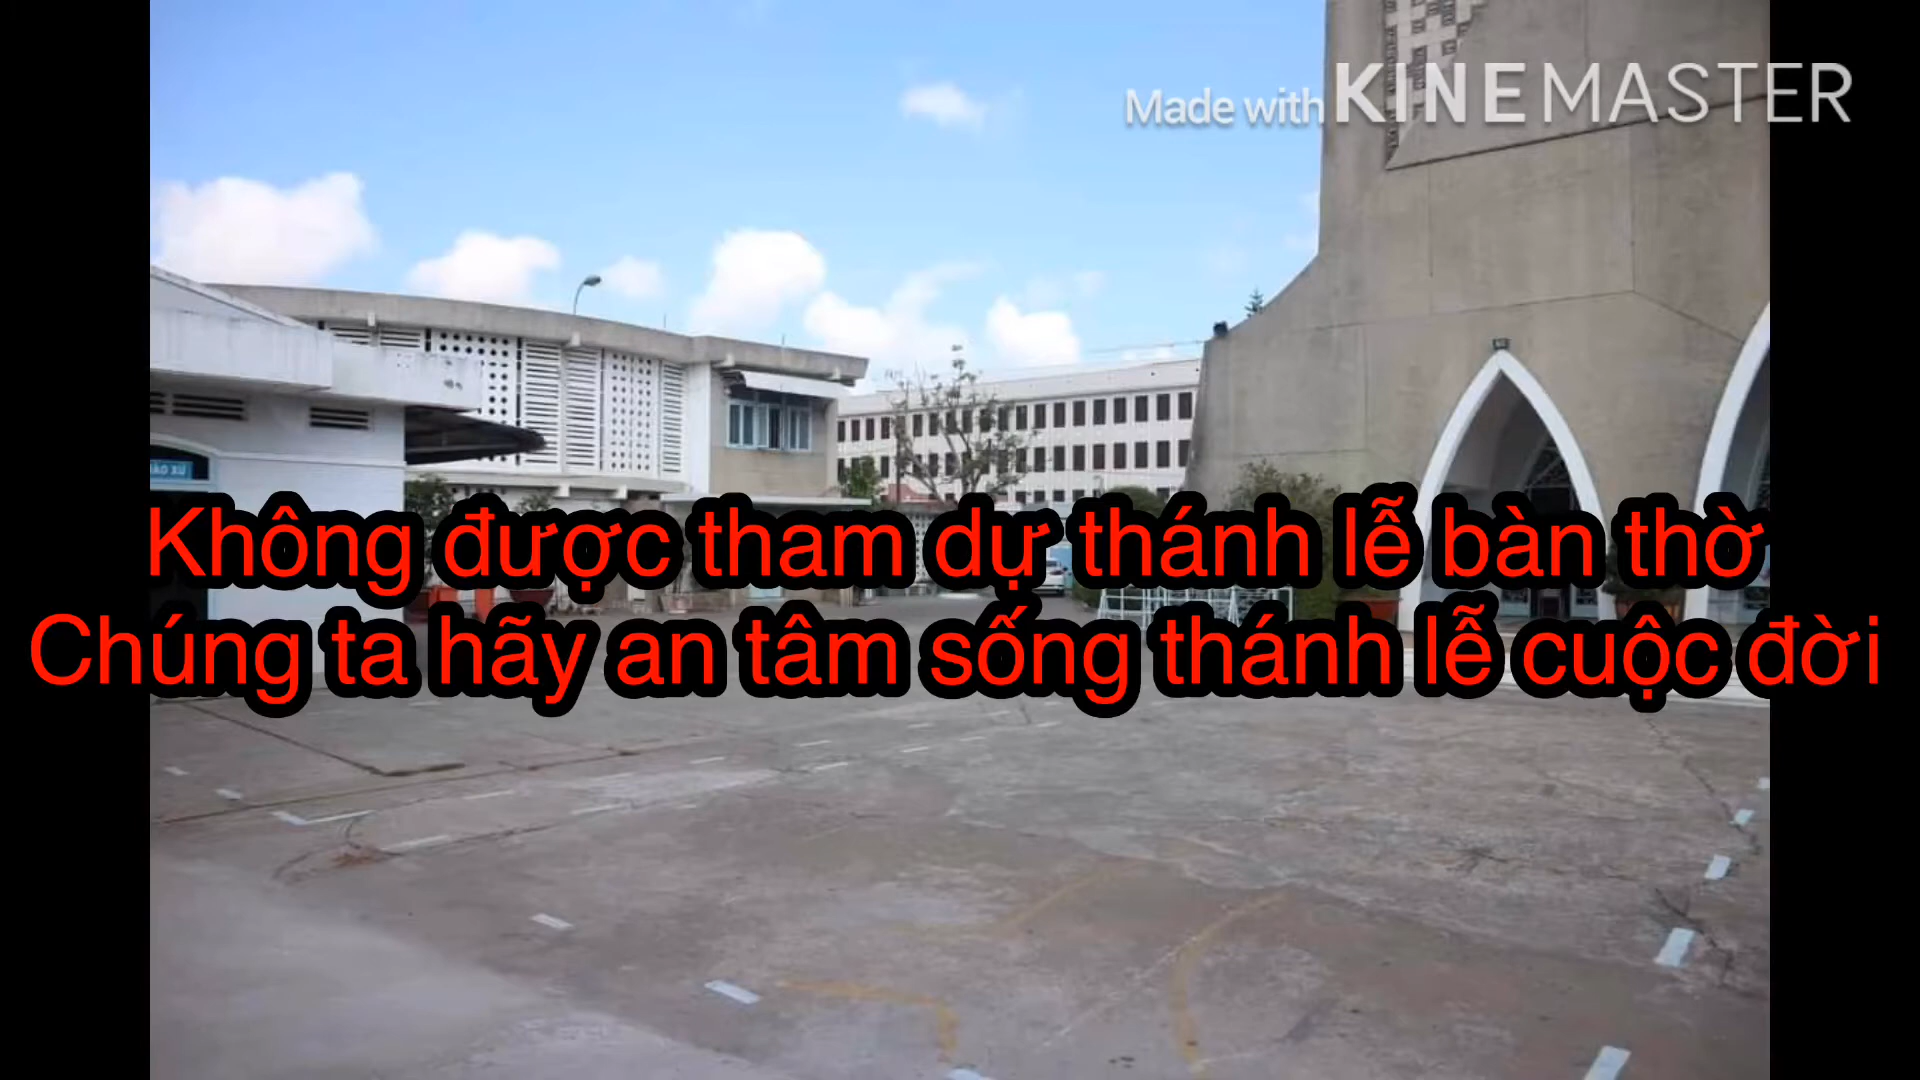 Made with KINEMASTER
Không được tham dự thánh lễ bàn thờ
Chúng ta hãy an tâm sống thánh lễ cuộc đời